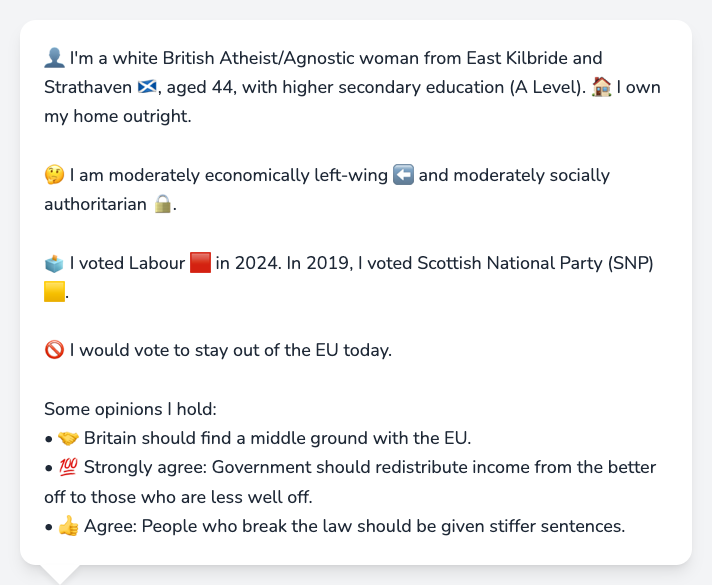 👤 I'm a white British Atheist/Agnostic woman from East Kilbride and
Strathaven 🏴󠁧󠁢󠁳󠁣󠁴󠁿, aged 44, with higher secondary education (A Level). 🏠 I own
my home outright.
🤔 I am moderately economically left-wing ⬅️ and moderately socially
authoritarian 🔒.
🗳️ I voted Labour 🟥 in 2024. In 2019, I voted Scottish National Party (SNP)
🟨.
🚫 I would vote to stay out of the EU today.
Some opinions I hold:
• 🤝 Britain should find a middle ground with the EU.
• 💯 Strongly agree: Government should redistribute income from the better
off to those who are less well off.
• 👍 Agree: People who break the law should be given stiffer sentences.